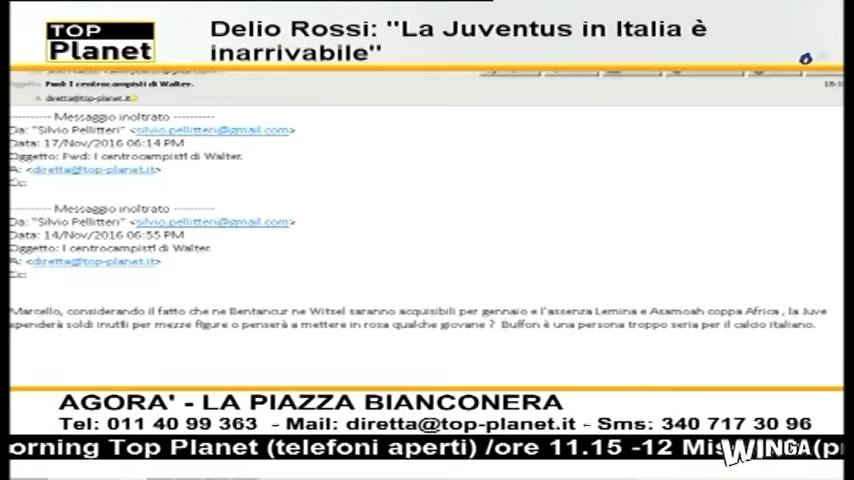 TOP
Planet
Delio Rossi: "La Juventus in Italia è
inarrivabile"
Fwd: I centrocampisti di Walter.
A diretta@top-planet.it
---------- Messaggio inoltrato ----------
Da: "Silvio Pellitteri" <silvio.pellitteri@gmail.com>
Data: 17/Nov/2016 06:14 PM
Oggetto: Fwd: I centrocampisti di Walter.
A: <diretta@top-planet.it>
Cc:
---------- Messaggio inoltrato ----------
Da: "Silvio Pellitteri" <silvio.pellitteri@gmail.com>
Data: 14/Nov/2016 06:55 PM
Oggetto: I centrocampisti di Walter.
A: <diretta@top-planet.it>
Cc:
Marcello, considerando il fatto che ne Bentancur ne Witsel saranno acquisibili per gennaio e l'assenza Lemina e Asamoah coppa Africa , la Juve
spenderà soldi inutili per mezze figure o penserà a mettere in rosa qualche giovane ? Buffon è una persona troppo seria per il calcio italiano.
AGORA' - LA PIAZZA BIANCONERA
Tel: 011 40 99 363 - Mail: diretta@top-planet.it - Sms: 340 717 30 96
orning Top Planet (telefoni aperti) /ore 11.15 -12 Mis
WINGA